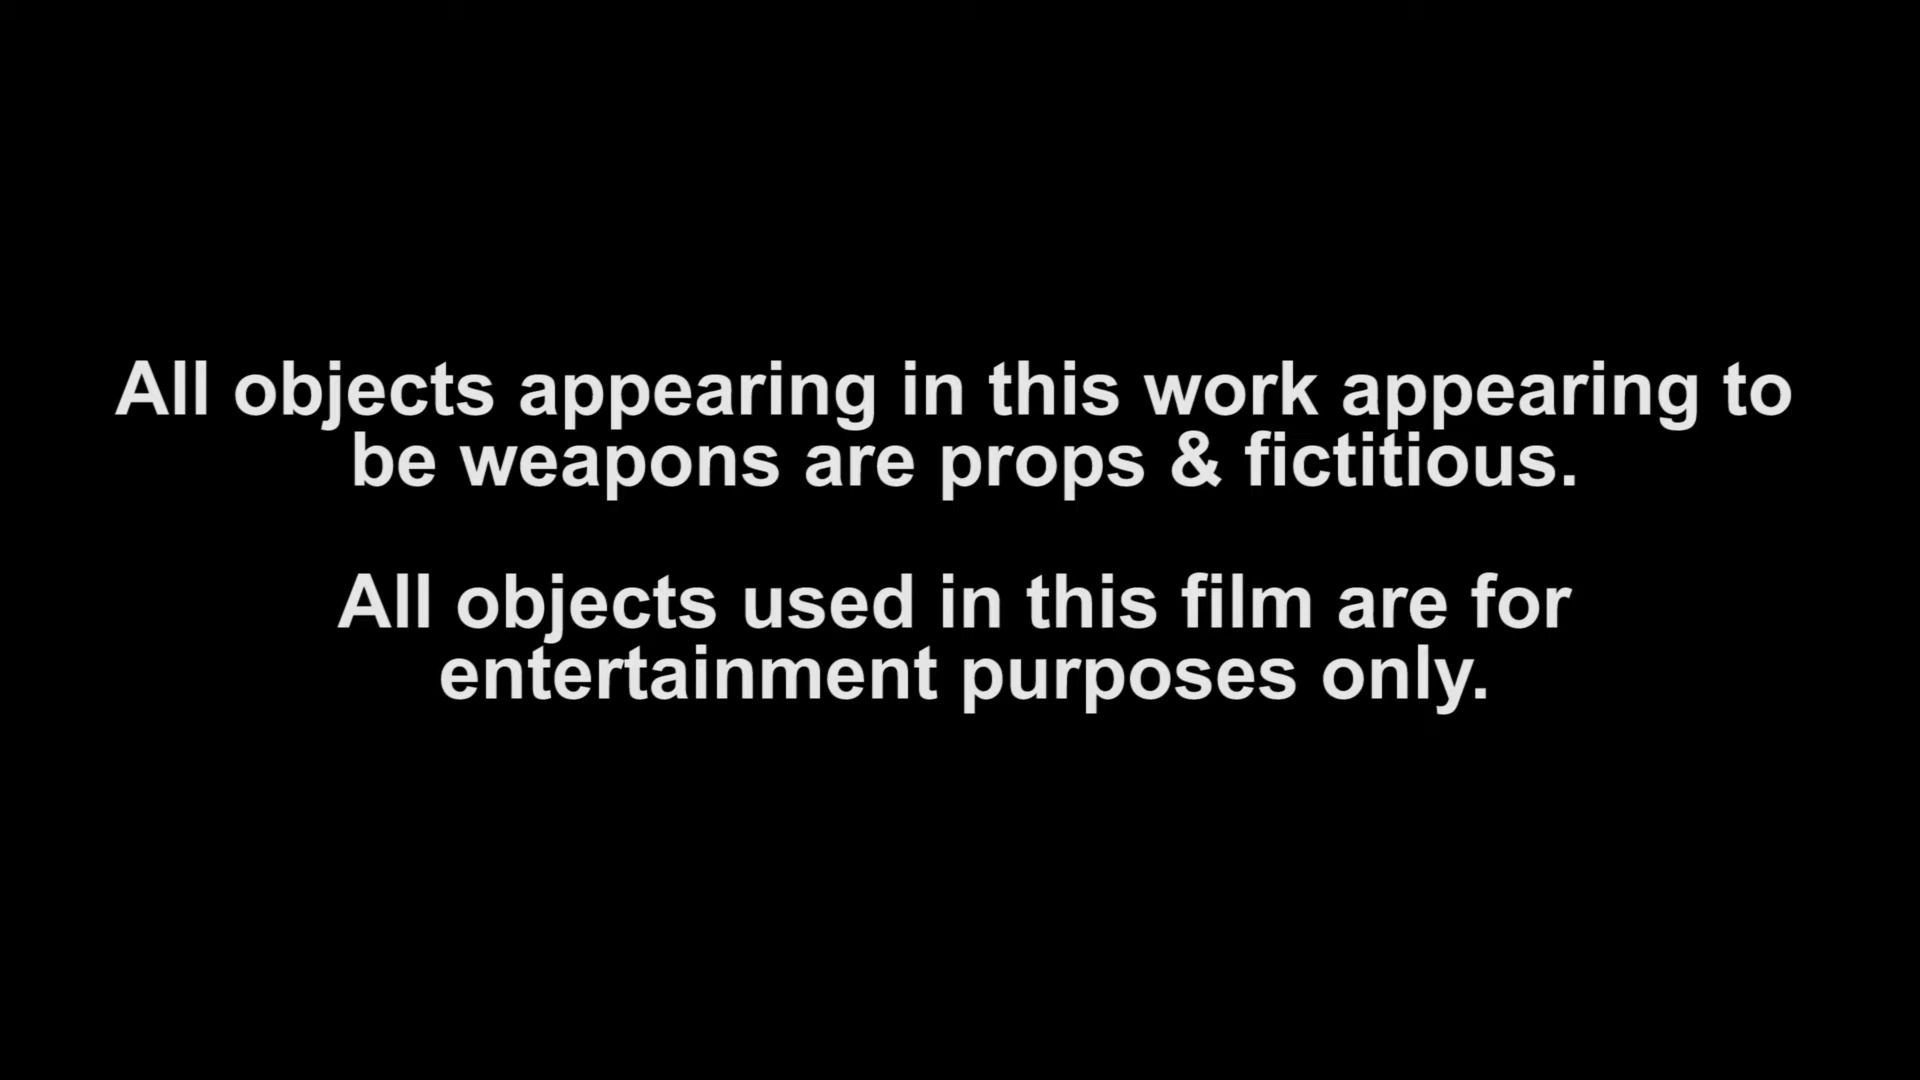 All objects appearing in this work appearing to
be weapons are props & fictitious.
All objects used in this film are for
entertainment purposes only.